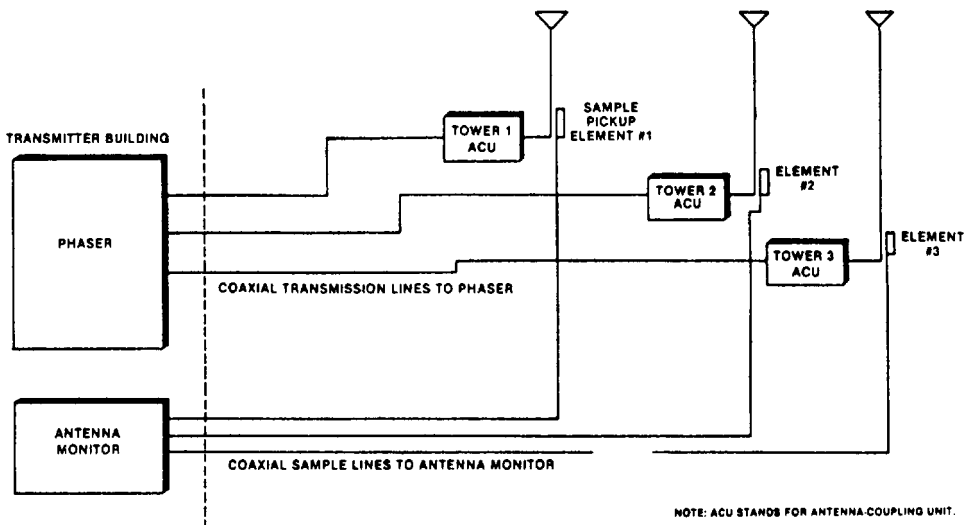 TRANSMITTER BUILDING
PHASER
TOWER 1
ACU
SAMPLE
PICKUP
ELEMENT #1
TOWER 2
ACU
ELEMENT
#2
TOWER 3
ACU
ELEMENT
#3
COAXIAL TRANSMISSION LINES TO PHASER
ANTENNA
MONITOR
COAXIAL SAMPLE LINES TO ANTENNA MONITOR
NOTE: ACU STANDS FOR ANTENNA-COUPLING UNIT.